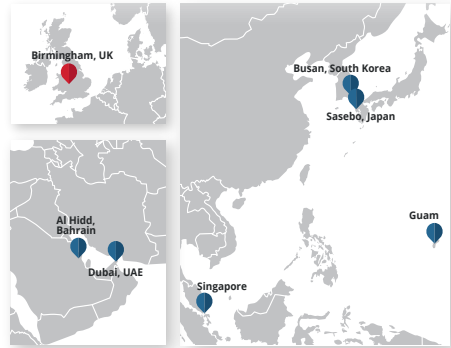 Birmingham, UK
Busan, South Korea
Sasebo, Japan
Al Hidd,
Bahrain
Dubai, UAE
Guam
Singapore